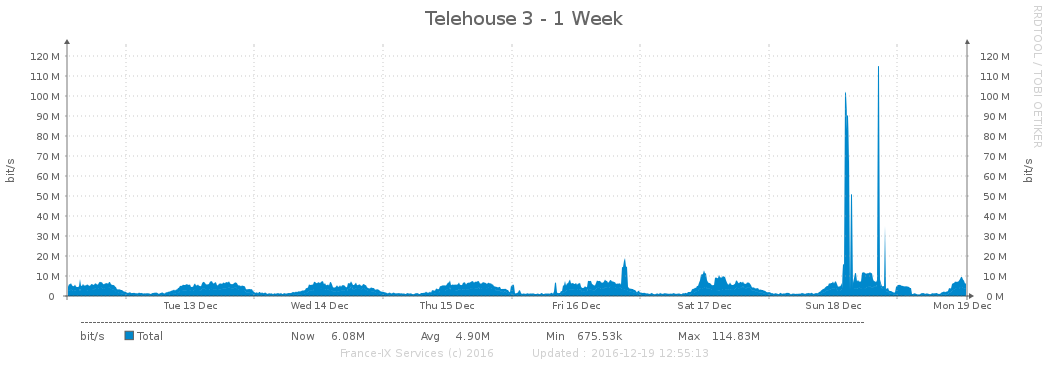 Telehouse 3 - 1 Week
RRDTOOL / TOBI OETIKER
bit/s
bit/s
120 M 120 M
110 M 110 M
100 M 100 M
90 M 90 M
80 M 80 M
70 M 70 M
60 M 60 M
50 M 50 M
40 M 40 M
30 M 30 M
20 M 20 M
10 M 10 M
0 0 M
Tue 13 Dec Wed 14 Dec Thu 15 Dec Fri 16 Dec Sat 17 Dec Sun 18 Dec Mon 19 Dec
bit/s Total Now 6.08M Avg 4.90M Min 675.53k Max 114.83M
France-IX Services (c) 2016 Updated : 2016-12-19 12:55:13